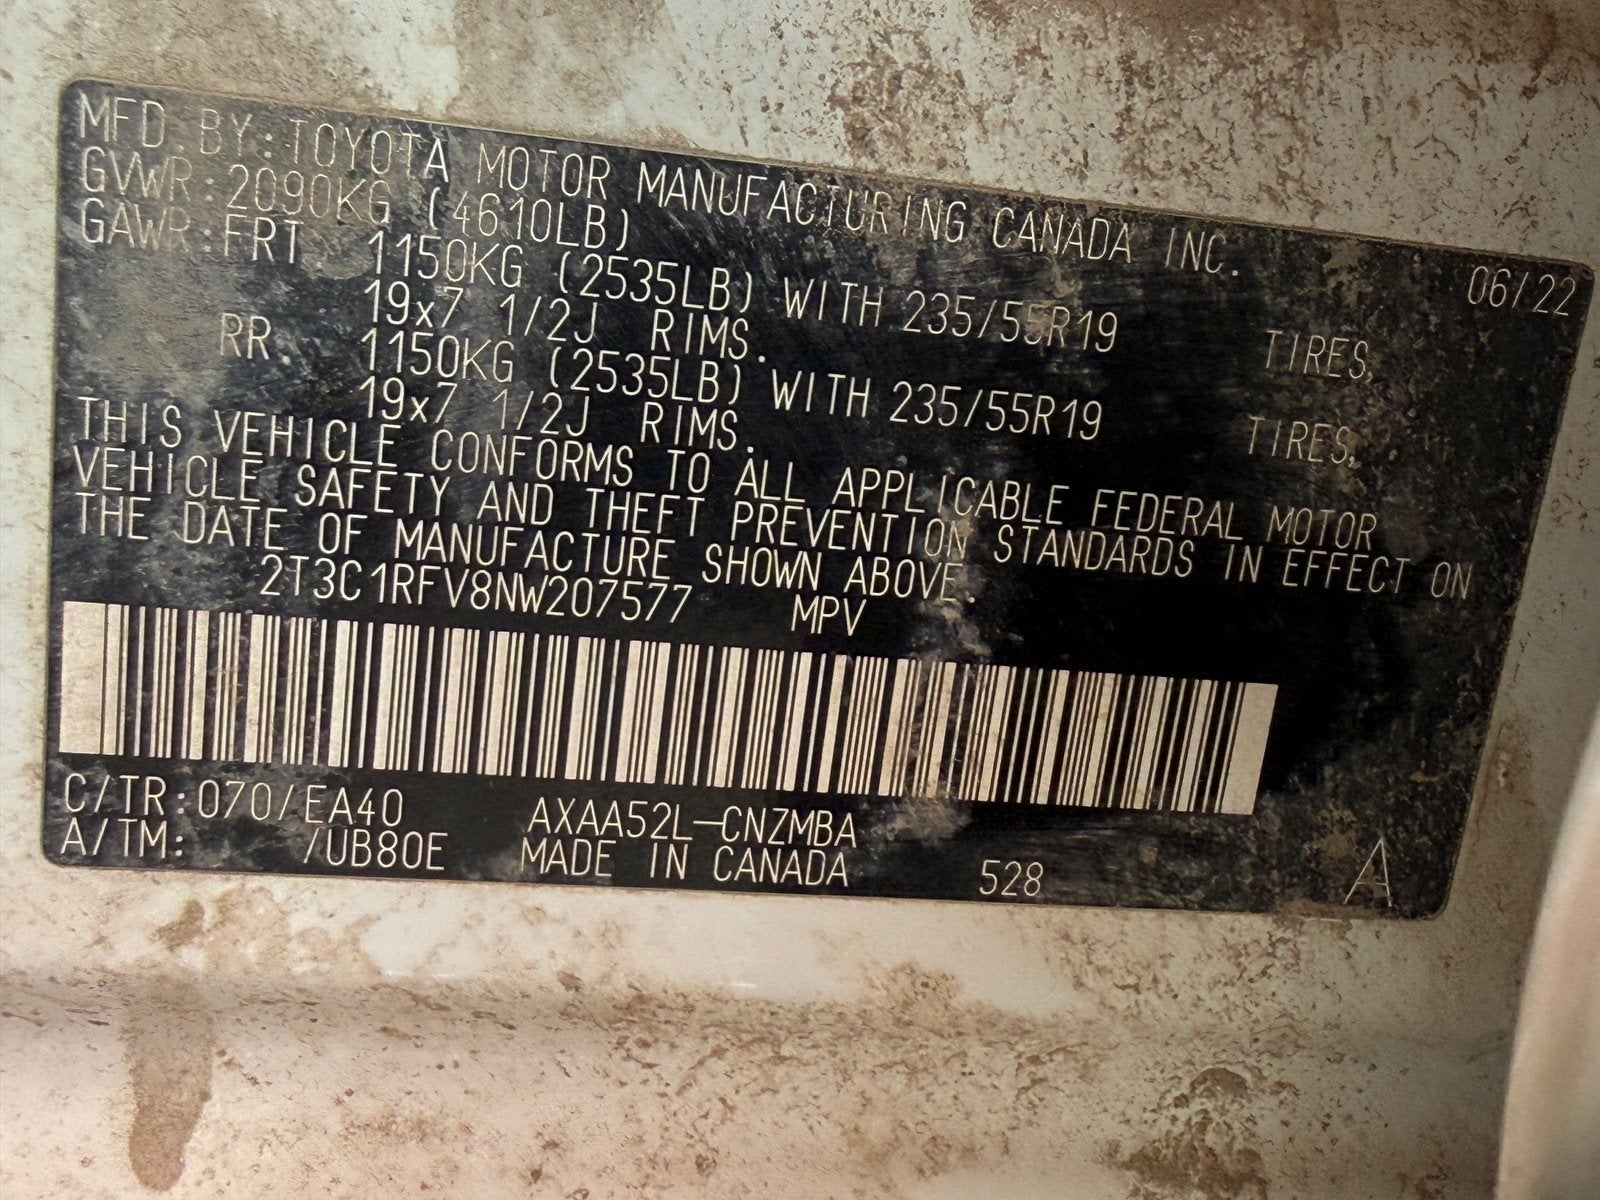 MFD. BY: TOYOTA MOTOR MANUFACTURING CANADA INC. 06/22
GVWR: 2090KG (4610LB)
GAWR: FRT. 1150KG (2535LB) WITH 235/55R19 TIRES,
19x7 1/2J RIMS.
RR. 1150KG (2535LB) WITH 235/55R19 TIRES,
19x7 1/2J RIMS.
THIS VEHICLE CONFORMS TO ALL APPLICABLE FEDERAL MOTOR
VEHICLE SAFETY AND THEFT PREVENTION STANDARDS IN EFFECT ON
THE DATE OF MANUFACTURE SHOWN ABOVE.
2T3C1RFV8NW207577 MPV
C/TR: 070/EA40 AXAA52L-CNZMBA
A/TM: /UB80E MADE IN CANADA 528 A